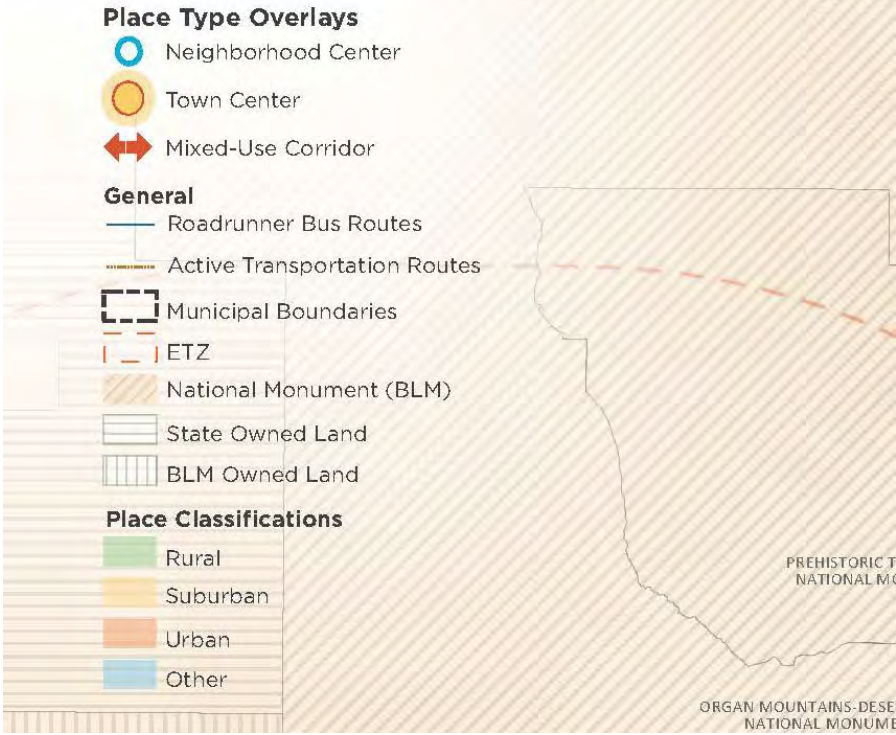 Place Type Overlays
Neighborhood Center
Town Center
Mixed-Use Corridor
General
Roadrunner Bus Routes
Active Transportation Routes
Municipal Boundaries
ETZ
National Monument (BLM)
State Owned Land
BLM Owned Land
Place Classifications
Rural
Suburban
Urban
Other
PREHISTORIC T
NATIONAL MO
ORGAN MOUNTAINS-DESE
NATIONAL MONUME